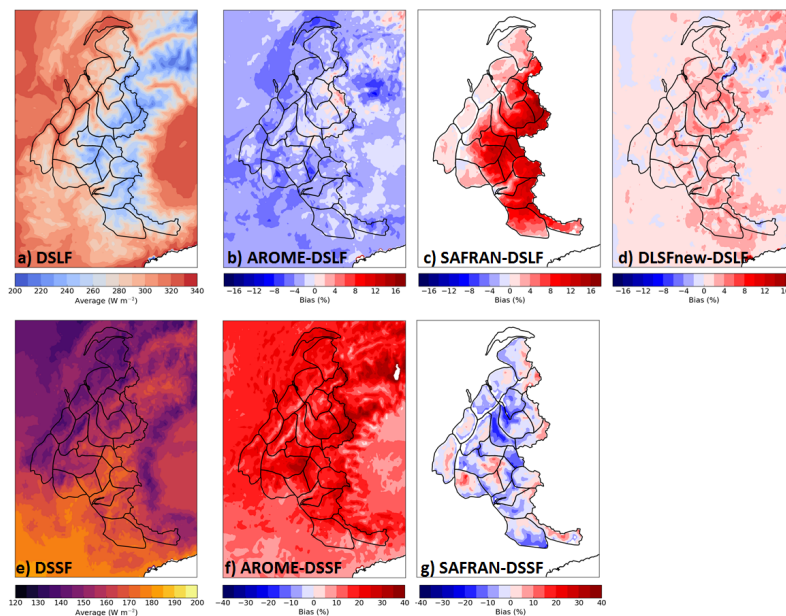 a) DSLF
b) AROME-DSLF
c) SAFRAN-DSLF
d) DLSFnew-DSLF
200 220 240 260 280 300 320 340
Average (W m⁻²)
−16 −12 −8 −4 0 4 8 12 16
Bias (%)
−16 −12 −8 −4 0 4 8 12 16
Bias (%)
−16 −12 −8 −4 0 4 8 12 16
Bias (%)
e) DSSF
f) AROME-DSSF
g) SAFRAN-DSSF
120 130 140 150 160 170 180 190 200
Average (W m⁻²)
−40 −30 −20 −10 0 10 20 30 40
Bias (%)
−40 −30 −20 −10 0 10 20 30 40
Bias (%)